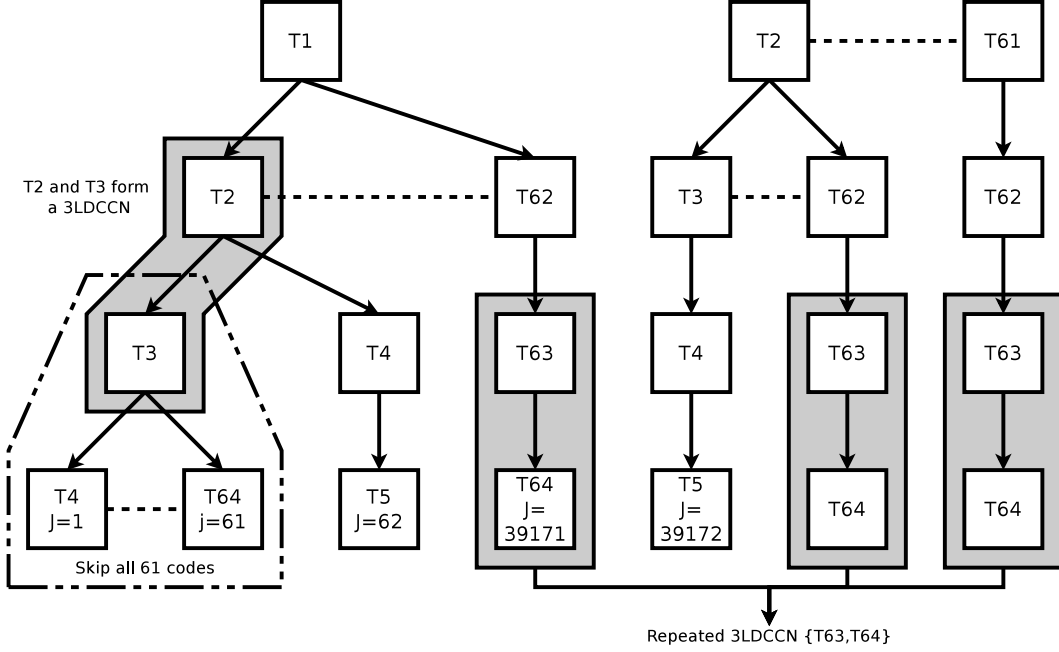 T1
T2
T61
T2 and T3 form
a 3LDCCN
T2
T62
T3
T62
T62
T3
T4
T63
T4
T63
T63
T4
J=1
T64
j=61
T5
J=62
T64
J=
39171
T5
J=
39172
T64
T64
Skip all 61 codes
Repeated 3LDCCN {T63,T64}